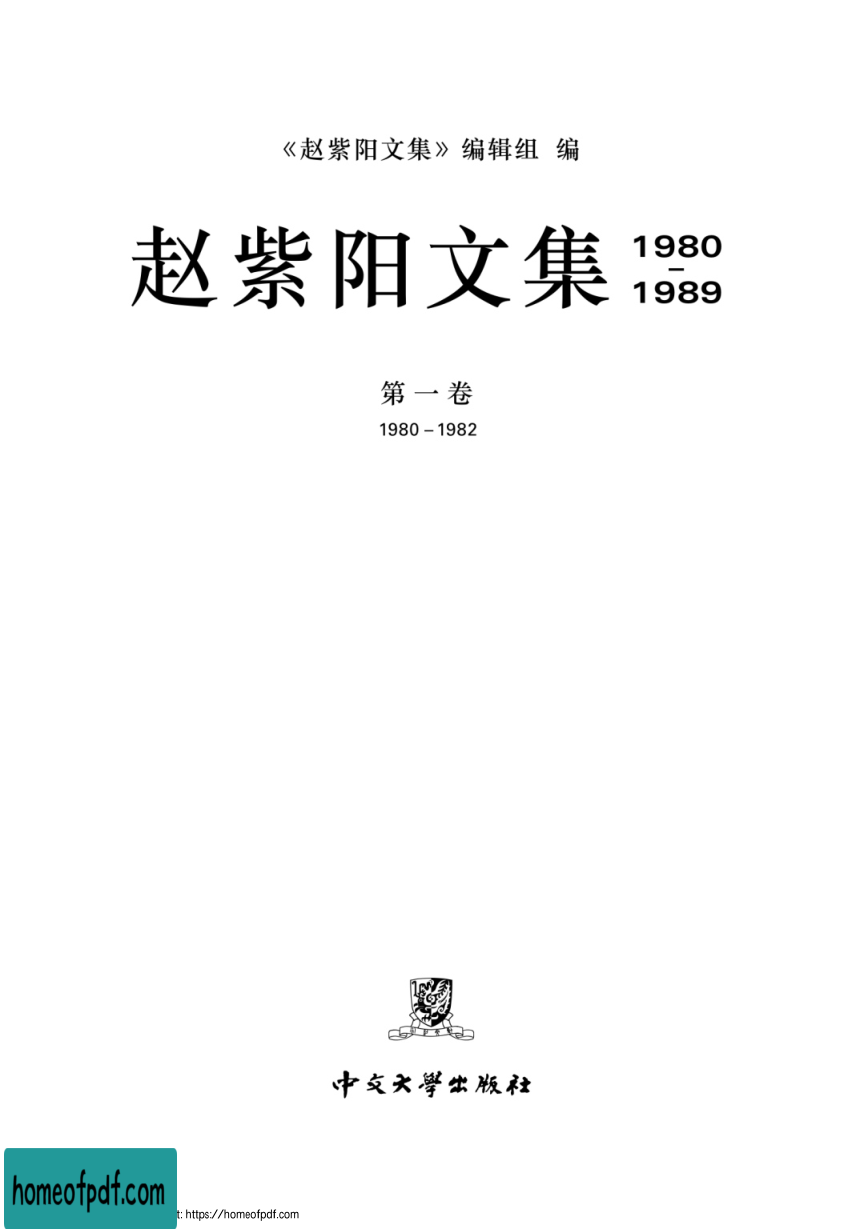 《赵紫阳文集》编辑组 编
赵紫阳文集 1980
–
1989
第一卷
1980 – 1982
中文大學出版社
homeofpdf.com
t: https://homeofpdf.com